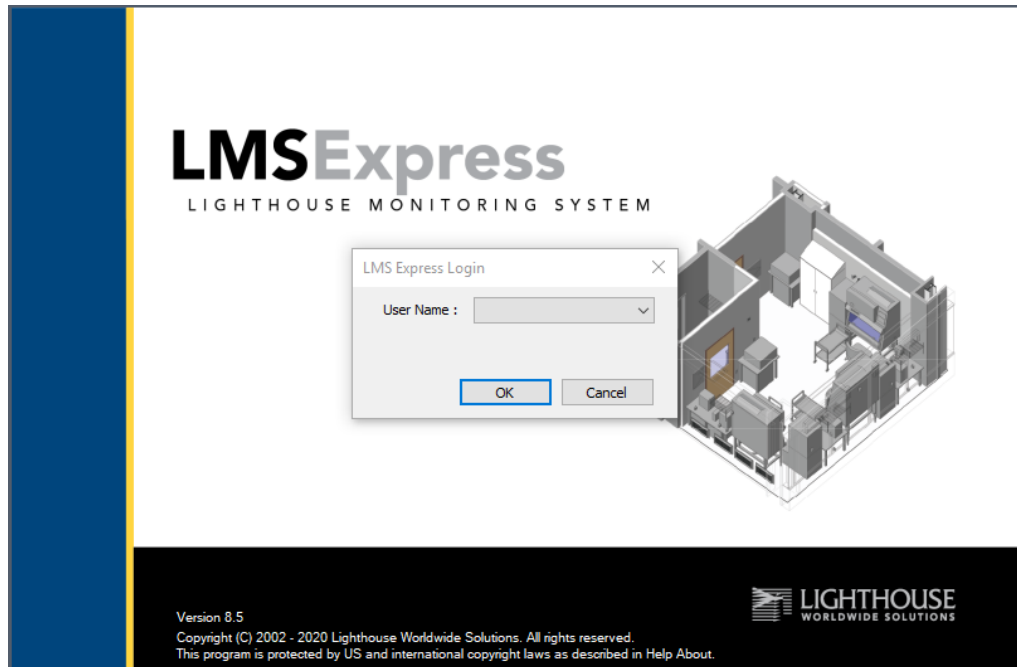 LMSExpress
LIGHTHOUSE MONITORING SYSTEM
LMS Express Login
User Name :
OK Cancel
LIGHTHOUSE
WORLDWIDE SOLUTIONS
Version 8.5
Copyright (C) 2002 - 2020 Lighthouse Worldwide Solutions. All rights reserved.
This program is protected by US and international copyright laws as described in Help About.